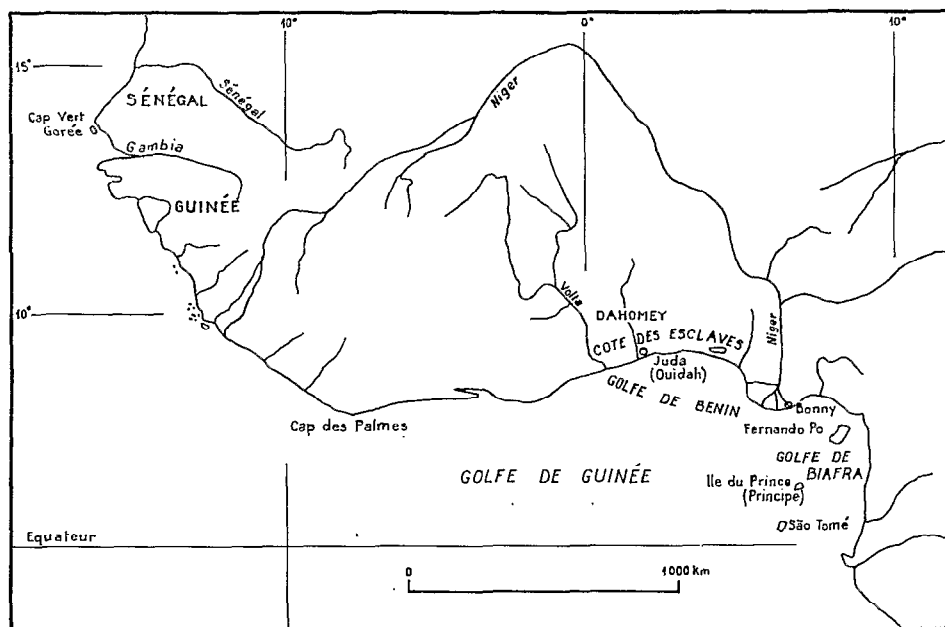 10°
0°
10°
15°
SÉNÉGAL
Sénégal
Niger
Cap Vert
Gorée
Gambia
GUINÉE
10°
Volta
DAHOMEY
COTE DES ESCLAVES
Niger
Juda
(Ouidah)
GOLFE DE BENIN
Bonny
Cap des Palmes
Fernando Po
GOLFE DE
BIAFRA
GOLFE DE GUINÉE
Ile du Prince
(Principe)
São Tomé
Equateur
0
1000 km